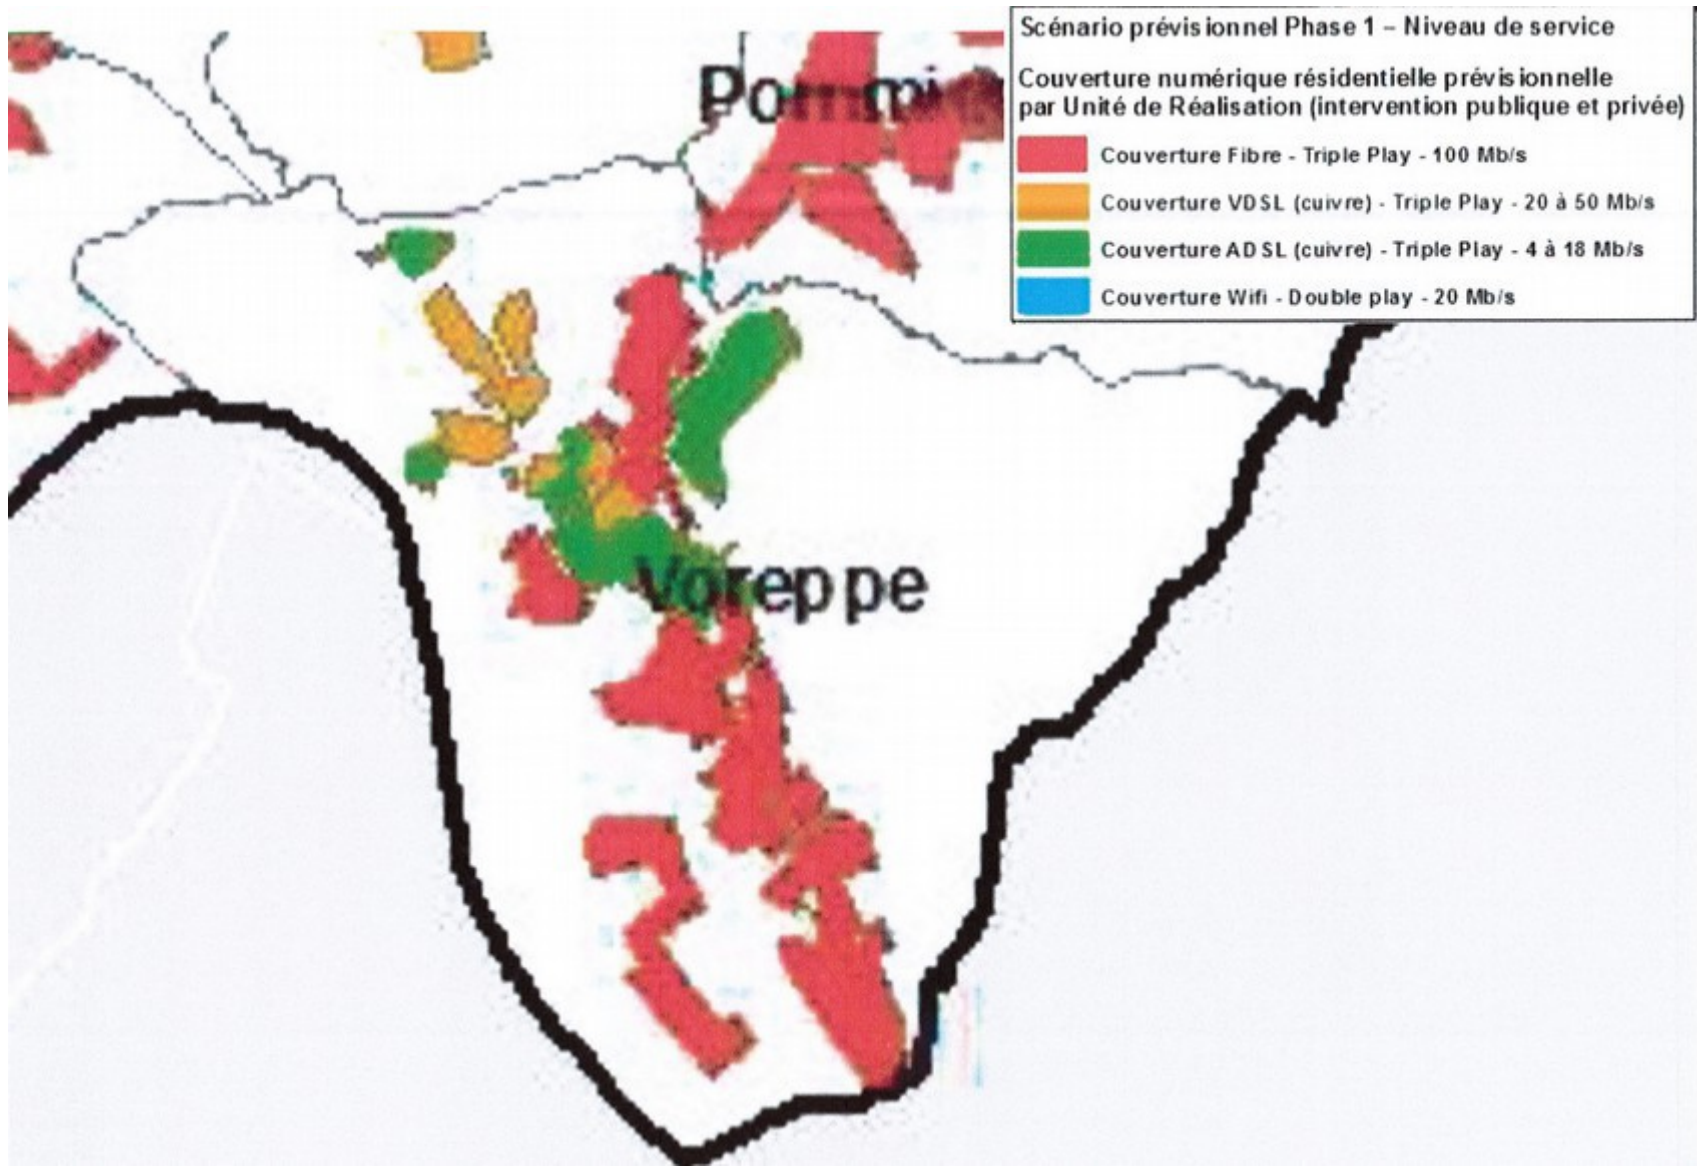 Scénario prévisionnel Phase 1 – Niveau de service
Couverture numérique résidentielle prévisionnelle
par Unité de Réalisation (intervention publique et privée)
Couverture Fibre - Triple Play - 100 Mb/s
Couverture VDSL (cuivre) - Triple Play - 20 à 50 Mb/s
Couverture ADSL (cuivre) - Triple Play - 4 à 18 Mb/s
Couverture Wifi - Double play - 20 Mb/s
Voreppe